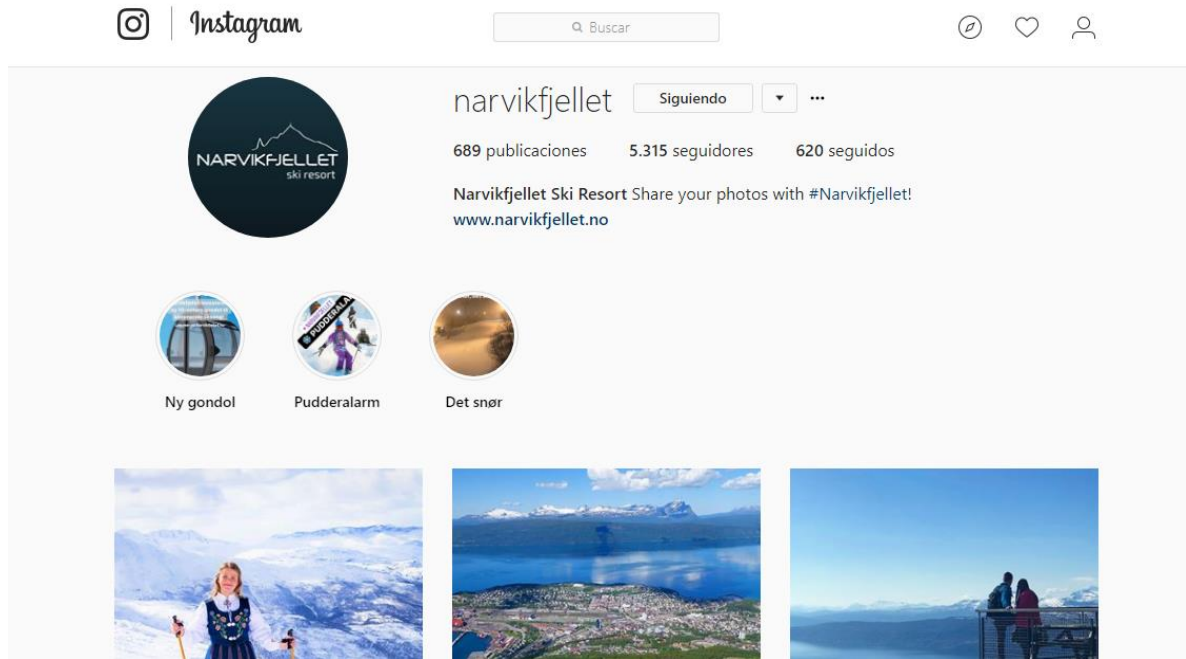 Instagram
Buscar
narvikfjellet Siguiendo
689 publicaciones 5.315 seguidores 620 seguidos
Narvikfjellet Ski Resort Share your photos with #Narvikfjellet!
www.narvikfjellet.no
NARVIKFJELLET
ski resort
PUDDERALA
Ny gondol Pudderalarm Det snør